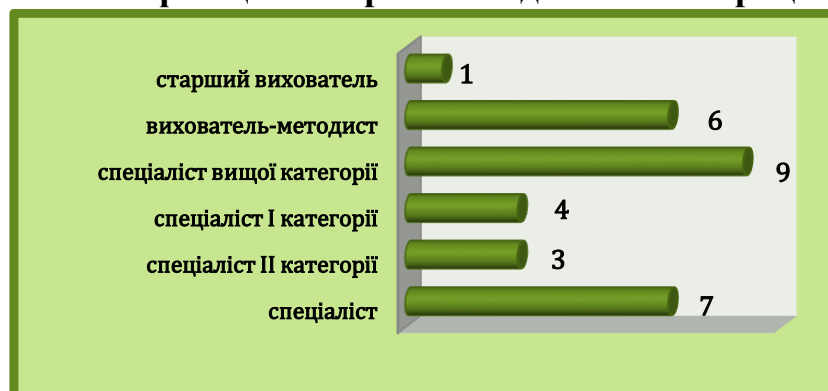 старший вихователь 1
вихователь-методист 6
спеціаліст вищої категорії 9
спеціаліст І категорії 4
спеціаліст ІІ категорії 3
спеціаліст 7